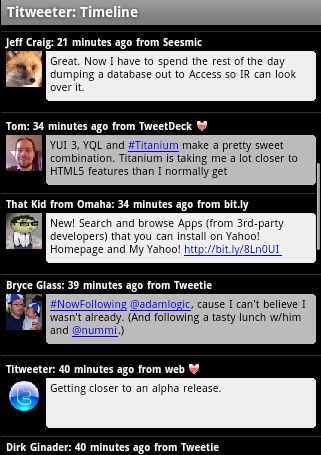 Titweeter: Timeline
Jeff Craig: 21 minutes ago from Seesmic
Great. Now I have to spend the rest of the day
dumping a database out to Access so IR can look
over it.
Tom: 34 minutes ago from TweetDeck
YUI 3, YQL and #Titanium make a pretty sweet
combination. Titanium is taking me a lot closer to
HTML5 features than I normally get
That Kid from Omaha: 34 minutes ago from bit.ly
New! Search and browse Apps (from 3rd-party
developers) that you can install on Yahoo!
Homepage and My Yahoo! http://bit.ly/8Ln0UI
Bryce Glass: 39 minutes ago from Tweetie
#NowFollowing @adamlogic, cause I can't believe I
wasn't already. (And following a tasty lunch w/him
and @nummi.)
Titweeter: 40 minutes ago from web
Getting closer to an alpha release.
Dirk Ginader: 40 minutes ago from Tweetie